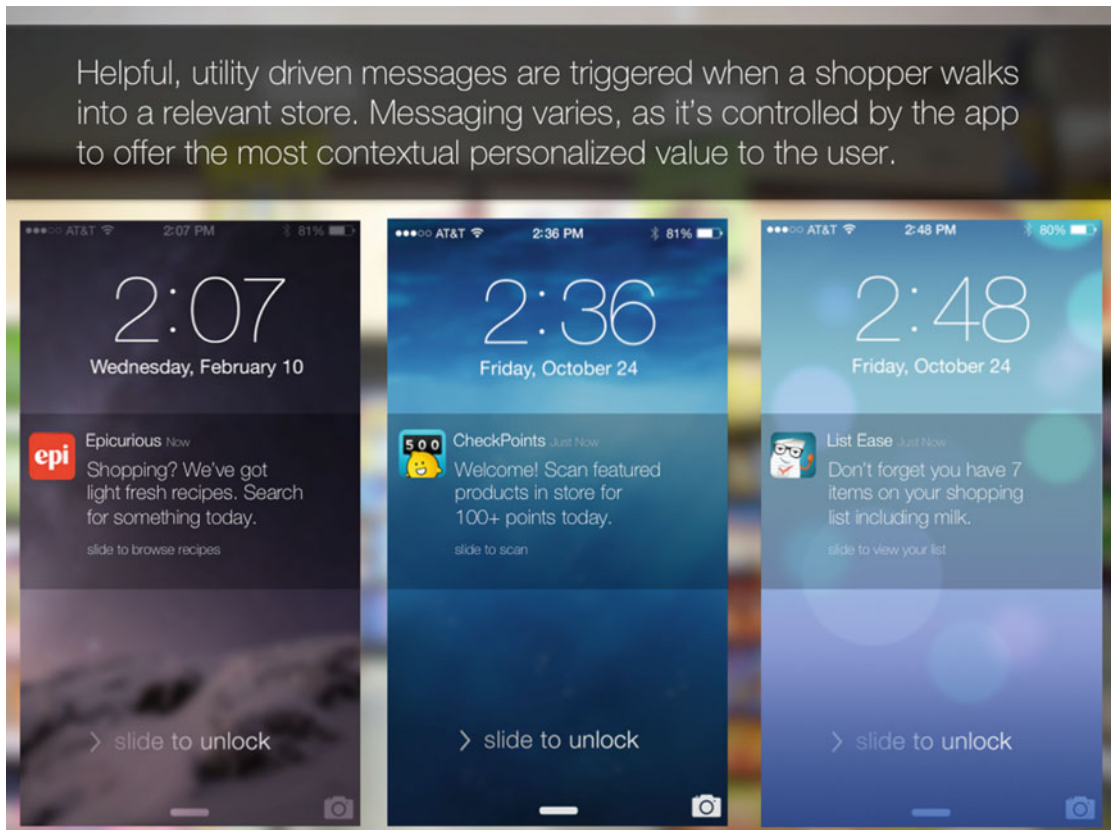 Helpful, utility driven messages are triggered when a shopper walks
into a relevant store. Messaging varies, as it's controlled by the app
to offer the most contextual personalized value to the user.
AT&T 2:07 PM 81%
2:07
Wednesday, February 10
epi
Epicurious Now
Shopping? We've got
light fresh recipes. Search
for something today.
slide to browse recipes
> slide to unlock
AT&T 2:36 PM 81%
2:36
Friday, October 24
500
CheckPoints Just Now
Welcome! Scan featured
products in store for
100+ points today.
slide to scan
> slide to unlock
AT&T 2:48 PM 80%
2:48
Friday, October 24
List Ease Just Now
Don't forget you have 7
items on your shopping
list including milk.
slide to view your list
> slide to unlock